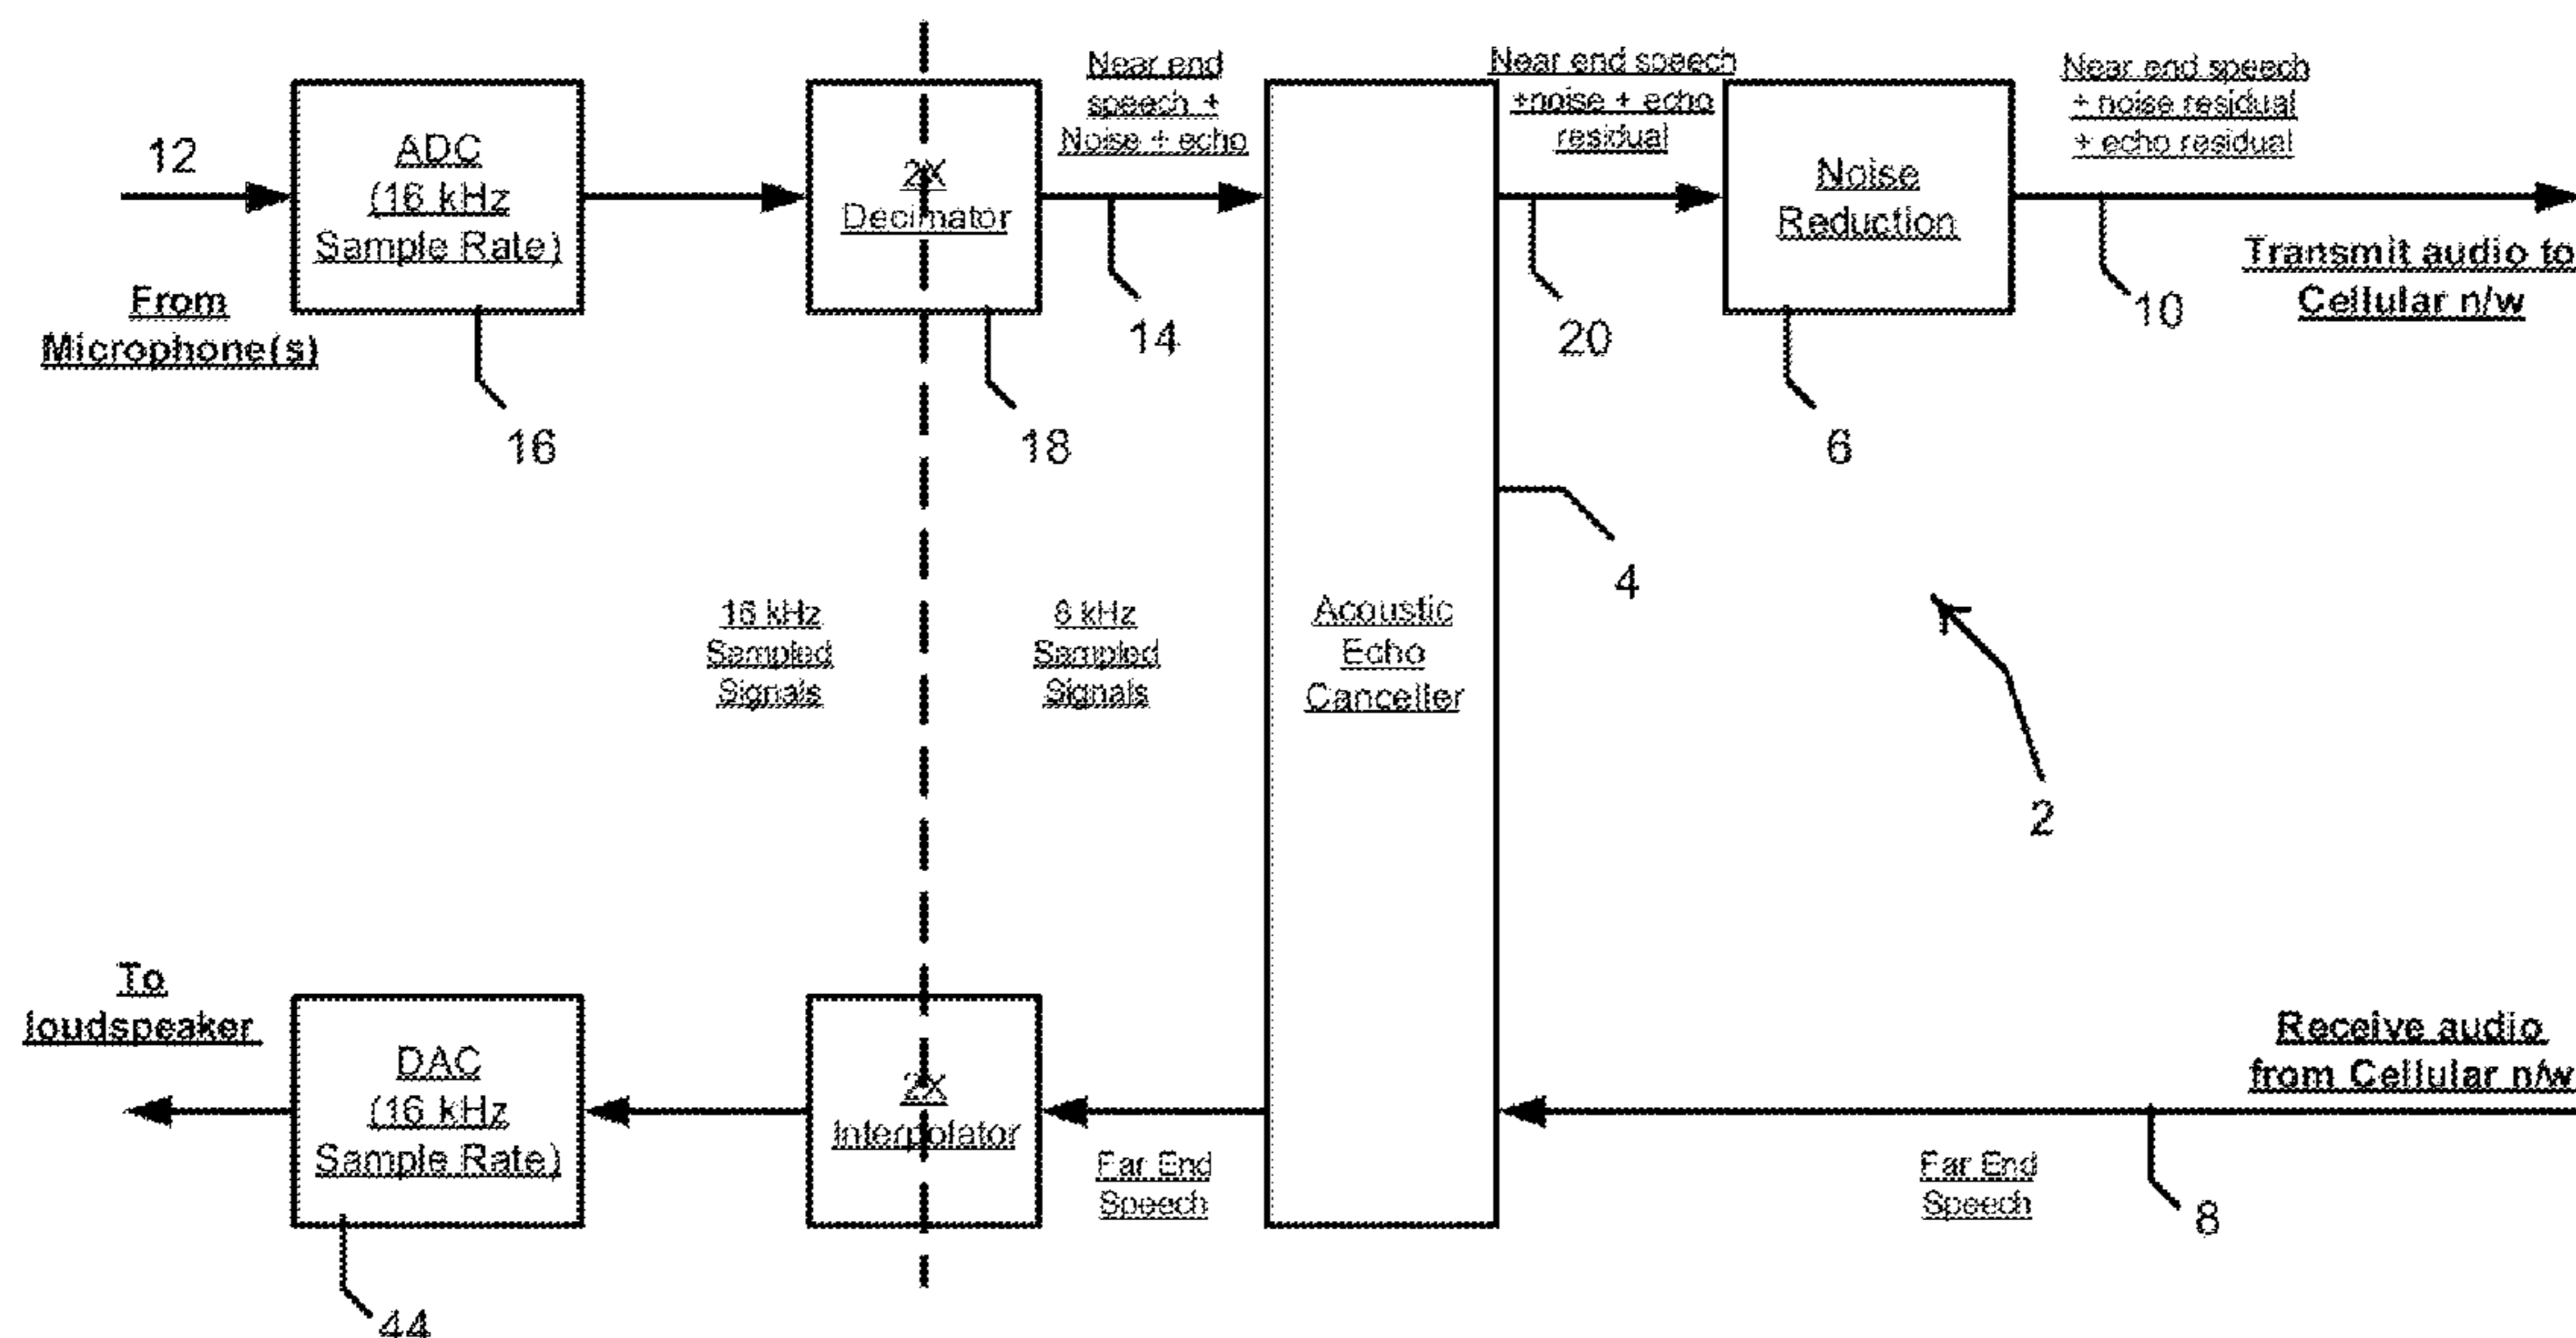 12
From
Microphone(s)
ADC
(16 kHz
Sample Rate)
16
2X
Decimator
18
Near end
speech +
Noise + echo
14
Near end speech
+noise + echo
residual
20
Noise
Reduction
6
Near end speech
+ noise residual
+ echo residual
10
Transmit audio to
Cellular n/w
16 kHz
Sampled
Signals
8 kHz
Sampled
Signals
Acoustic
Echo
Canceller
4
2
To
loudspeaker
DAC
(16 kHz
Sample Rate)
44
2X
Interpolator
Far End
Speech
Far End
Speech
8
Receive audio
from Cellular n/w